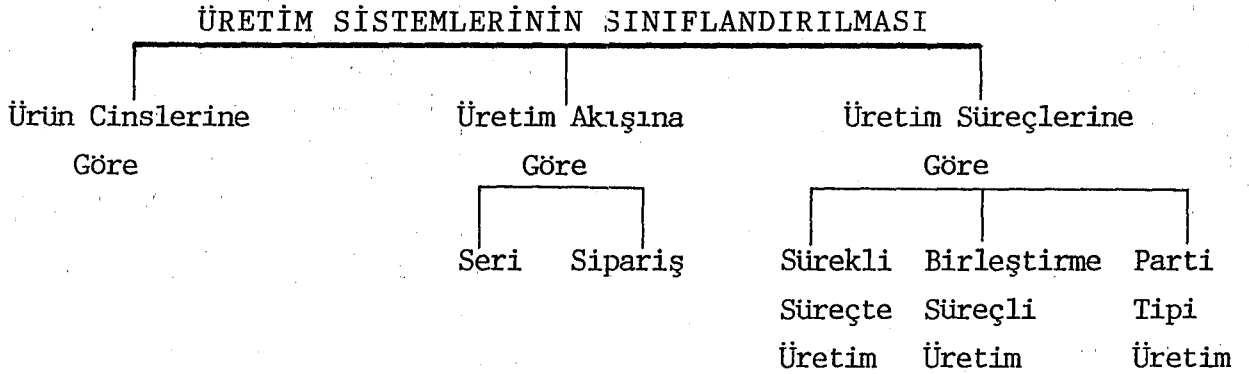 ÜRETİM SİSTEMLERİNİN SINIFLANDIRILMASI
Ürün Cinslerine
Göre
Üretim Akışına
Göre
Üretim Süreçlerine
Göre
Seri
Sipariş
Sürekli
Süreçte
Üretim
Birleştirme
Süreçli
Üretim
Parti
Tipi
Üretim